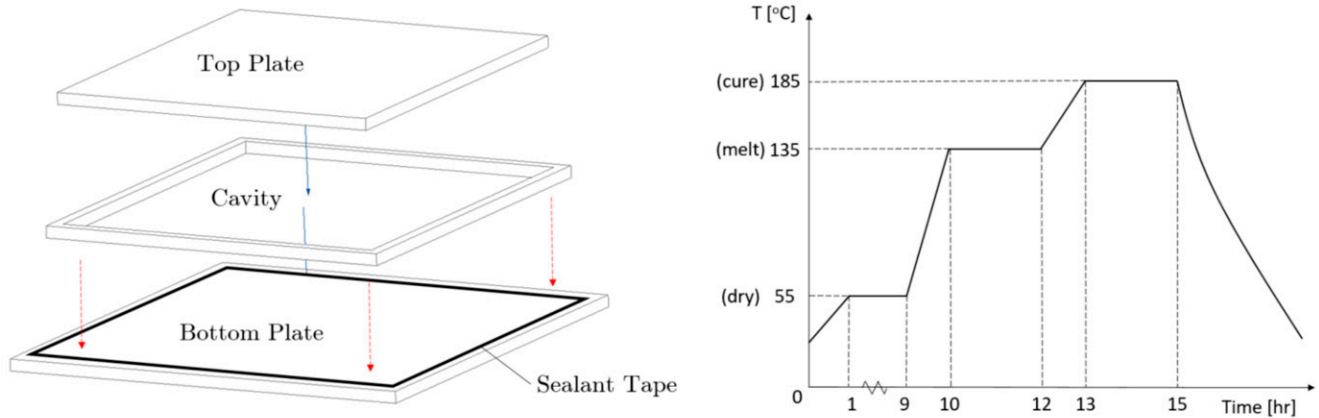 Top Plate
Cavity
Bottom Plate
Sealant Tape
T [°C]
(cure) 185
(melt) 135
(dry) 55
0
1 9 10 12 13 15 Time [hr]